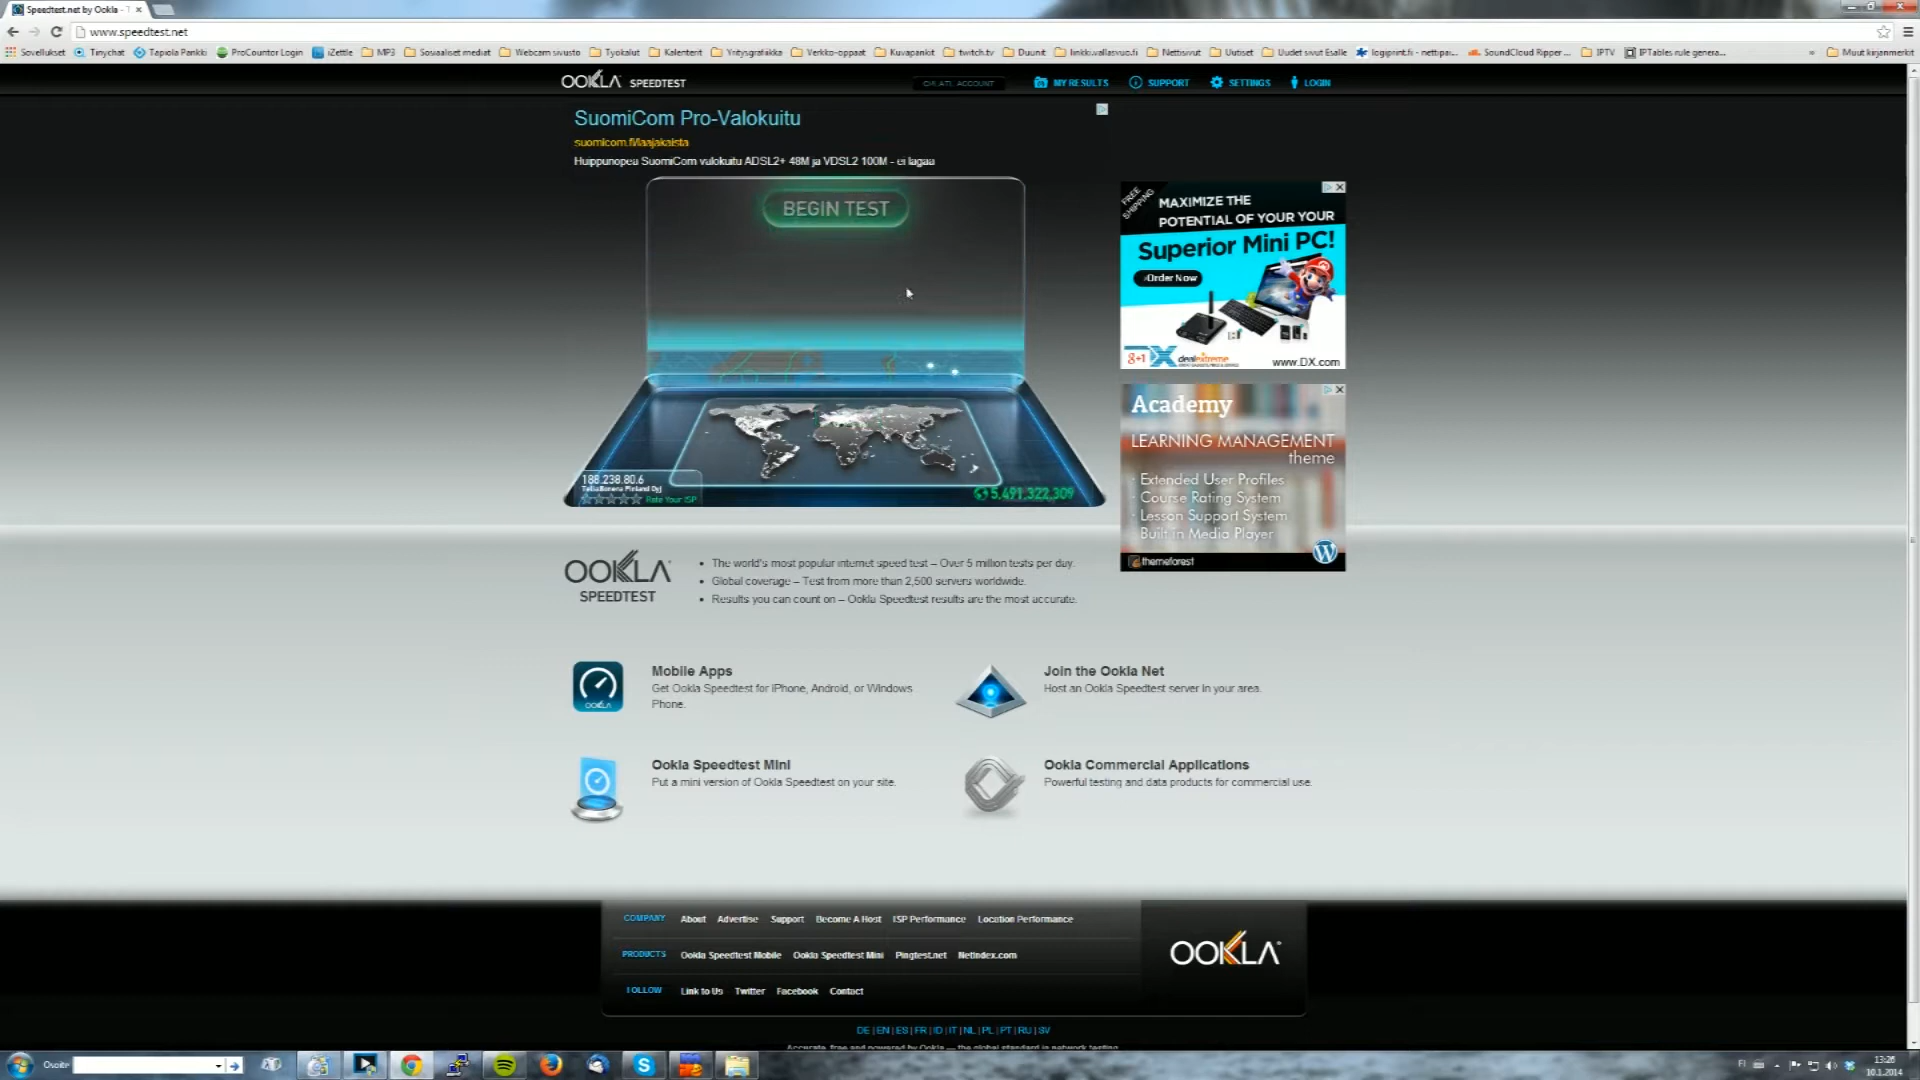 Speedtest.net by Ookla - T
www.speedtest.net
Sovellukset Tinychat Tapiola Pankki ProCountor Login iZettle MP3 Sosiaaliset mediat Webcam sivusto Työkalut Kalenterit Yritysgrafiikka Verkko-oppaat Kuvapankit twitch.tv Duunit linkki.vallasvuo.fi Nettisivut Uutiset Uudet sivut Esalle logiprint.fi - nettipai... SoundCloud Ripper ... IPTV IPTables rule genera... » Muut kirjanmerkit
OOKLA SPEEDTEST
CREATE ACCOUNT MY RESULTS SUPPORT SETTINGS LOGIN
SuomiCom Pro-Valokuitu
suomicom.fi/laajakaista
Huippunopea SuomiCom valokuitu ADSL2+ 48M ja VDSL2 100M - ei lagaa
BEGIN TEST
188.238.80.6
TeliaSonera Finland Oyj
Rate Your ISP
5,491,322,309
FREE SHIPPING
MAXIMIZE THE
POTENTIAL OF YOUR YOUR
Superior Mini PC!
Order Now
g+1 DX dealextreme
www.DX.com
Academy
LEARNING MANAGEMENT
theme
· Extended User Profiles
· Course Rating System
· Lesson Support System
· Built in Media Player
themeforest
OOKLA
SPEEDTEST
• The world's most popular internet speed test – Over 5 million tests per day.
• Global coverage – Test from more than 2,500 servers worldwide.
• Results you can count on – Ookla Speedtest results are the most accurate.
Mobile Apps
Get Ookla Speedtest for iPhone, Android, or Windows
Phone.
OOKLA
Join the Ookla Net
Host an Ookla Speedtest server in your area.
Ookla Speedtest Mini
Put a mini version of Ookla Speedtest on your site.
Ookla Commercial Applications
Powerful testing and data products for commercial use.
COMPANY About Advertise Support Become A Host ISP Performance Location Performance
PRODUCTS Ookla Speedtest Mobile Ookla Speedtest Mini Pingtest.net NetIndex.com
FOLLOW Link to Us Twitter Facebook Contact
OOKLA
DE | EN | ES | FR | ID | IT | NL | PL | PT | RU | SV
Accurate, free and powered by Ookla — the global standard in network testing
Osoite
FI
13:26
10.1.2014